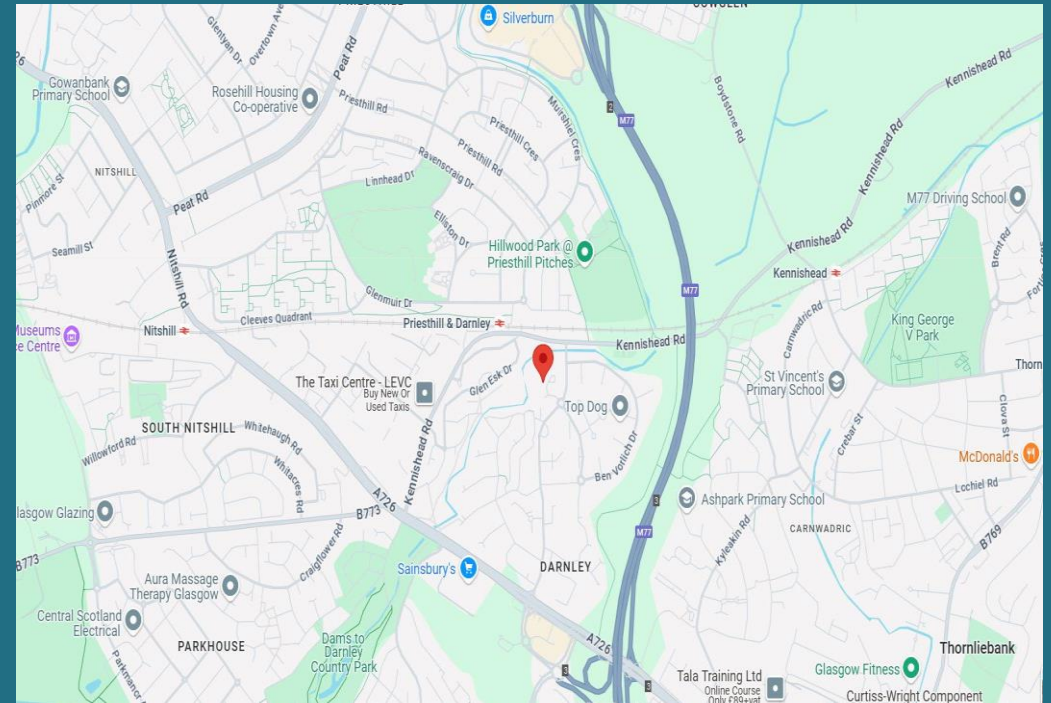 Silverburn
Glentyan Dr
Peat Rd
M77
Boydstone Rd
Kennishead Rd
Gowanbank
Primary School
Rosehill Housing
Co-operative
Priesthill Rd
Muirshiel Cres
Priesthill Cres
Priesthill Rd
Kennishead Rd
NITSHILL
Ravenscraig Dr
Linnhead Dr
Pinmore St
Peat Rd
M77 Driving School
Elliston Dr
Seamill St
Hillwood Park @
Priesthill Pitches
Kennishead Rd
Brent Rd
Nitshill Rd
Kennishead
M77
Glenmuir Dr
Cleeves Quadrant
Nitshill
Priesthill & Darnley
Kennishead Rd
Carnwadric Rd
King George
V Park
The Taxi Centre - LEVC
Buy New Or
Used Taxis
Glen Esk Dr
St Vincent's
Primary School
Top Dog
Clova St
SOUTH NITSHILL
Whitehaugh Rd
Willowford Rd
Kennishead Rd
Ben Vorlich Dr
Crebar St
McDonald's
Whitacres Rd
A726
Lochiel Rd
Ashpark Primary School
B773
M77
CARNWADRIC
Kyleakin Rd
B769
B773
Craigflower Rd
Sainsbury's
DARNLEY
Aura Massage
Therapy Glasgow
Central Scotland
Electrical
PARKHOUSE
Dams to
Darnley
Country Park
A726
Thornliebank
Tala Training Ltd
Online Course
Only £89+vat
Glasgow Fitness
Curtiss-Wright Component